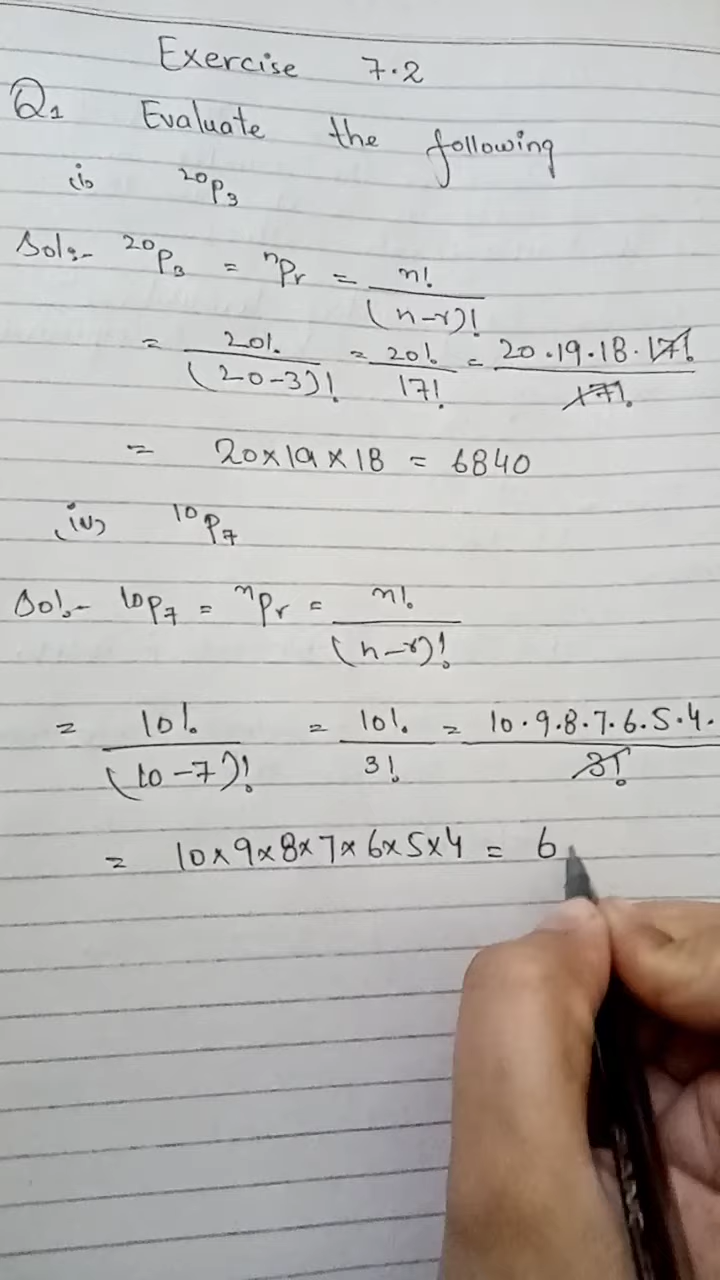 Exercise 7.2
Q1 Evaluate the following
(i) ²⁰P₃
Sol:- ²⁰P₃ = ⁿPr = n! / (n-r)!
= 20! / (20-3)! = 20! / 17! = 20.19.18.17! / 17!
= 20×19×18 = 6840
(iv) ¹⁰P₇
Sol:- ¹⁰P₇ = ⁿPr = n! / (n-r)!
= 10! / (10-7)! = 10! / 3! = 10.9.8.7.6.5.4. / 3!
= 10×9×8×7×6×5×4 = 6